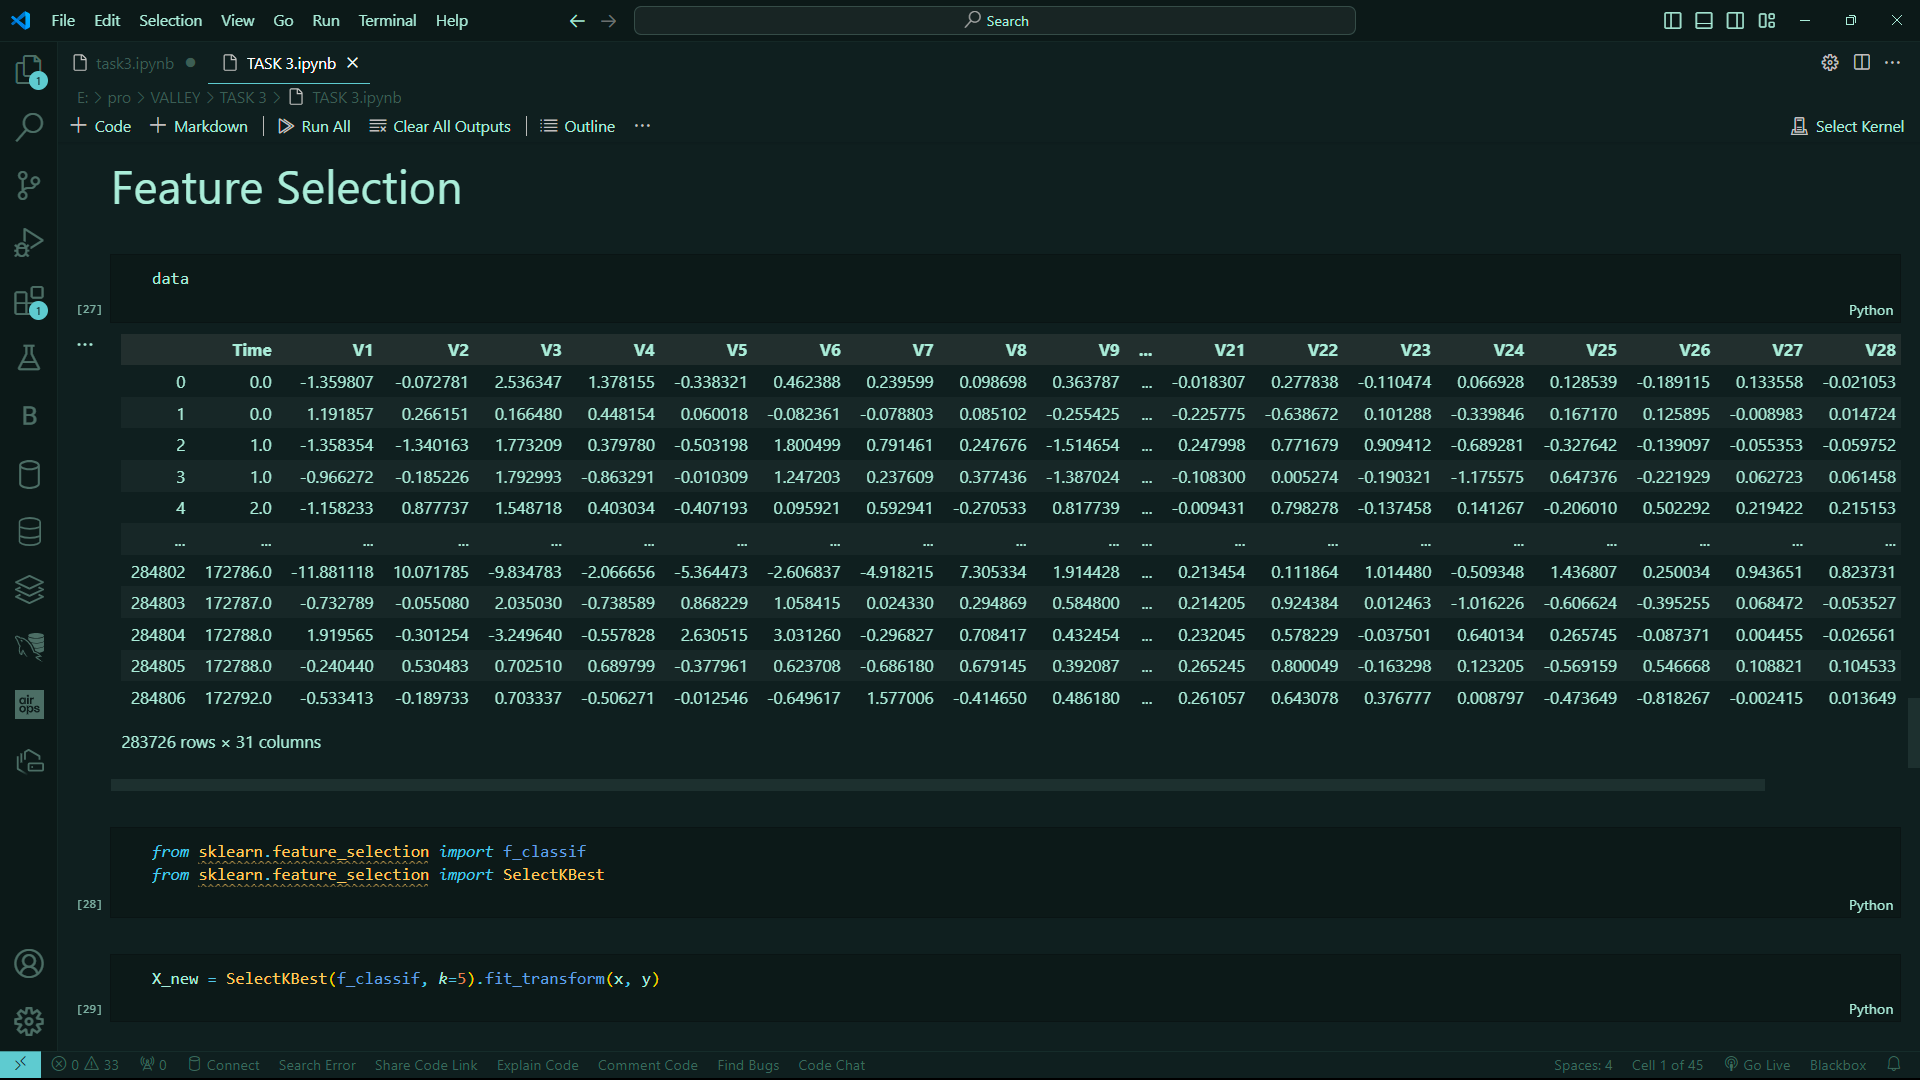 File Edit Selection View Go Run Terminal Help Search
task3.ipynb TASK 3.ipynb
1
E: > pro > VALLEY > TASK 3 > TASK 3.ipynb
+ Code + Markdown Run All Clear All Outputs Outline ... Select Kernel
Feature Selection
data
[27] Python
... Time V1 V2 V3 V4 V5 V6 V7 V8 V9 ... V21 V22 V23 V24 V25 V26 V27 V28
1
0 0.0 -1.359807 -0.072781 2.536347 1.378155 -0.338321 0.462388 0.239599 0.098698 0.363787 ... -0.018307 0.277838 -0.110474 0.066928 0.128539 -0.189115 0.133558 -0.021053
1 0.0 1.191857 0.266151 0.166480 0.448154 0.060018 -0.082361 -0.078803 0.085102 -0.255425 ... -0.225775 -0.638672 0.101288 -0.339846 0.167170 0.125895 -0.008983 0.014724
B
2 1.0 -1.358354 -1.340163 1.773209 0.379780 -0.503198 1.800499 0.791461 0.247676 -1.514654 ... 0.247998 0.771679 0.909412 -0.689281 -0.327642 -0.139097 -0.055353 -0.059752
3 1.0 -0.966272 -0.185226 1.792993 -0.863291 -0.010309 1.247203 0.237609 0.377436 -1.387024 ... -0.108300 0.005274 -0.190321 -1.175575 0.647376 -0.221929 0.062723 0.061458
4 2.0 -1.158233 0.877737 1.548718 0.403034 -0.407193 0.095921 0.592941 -0.270533 0.817739 ... -0.009431 0.798278 -0.137458 0.141267 -0.206010 0.502292 0.219422 0.215153
... ... ... ... ... ... ... ... ... ... ... ... ... ... ... ... ... ... ... ...
284802 172786.0 -11.881118 10.071785 -9.834783 -2.066656 -5.364473 -2.606837 -4.918215 7.305334 1.914428 ... 0.213454 0.111864 1.014480 -0.509348 1.436807 0.250034 0.943651 0.823731
284803 172787.0 -0.732789 -0.055080 2.035030 -0.738589 0.868229 1.058415 0.024330 0.294869 0.584800 ... 0.214205 0.924384 0.012463 -1.016226 -0.606624 -0.395255 0.068472 -0.053527
284804 172788.0 1.919565 -0.301254 -3.249640 -0.557828 2.630515 3.031260 -0.296827 0.708417 0.432454 ... 0.232045 0.578229 -0.037501 0.640134 0.265745 -0.087371 0.004455 -0.026561
284805 172788.0 -0.240440 0.530483 0.702510 0.689799 -0.377961 0.623708 -0.686180 0.679145 0.392087 ... 0.265245 0.800049 -0.163298 0.123205 -0.569159 0.546668 0.108821 0.104533
284806 172792.0 -0.533413 -0.189733 0.703337 -0.506271 -0.012546 -0.649617 1.577006 -0.414650 0.486180 ... 0.261057 0.643078 0.376777 0.008797 -0.473649 -0.818267 -0.002415 0.013649
air
ops
283726 rows × 31 columns
from sklearn.feature_selection import f_classif
from sklearn.feature_selection import SelectKBest
[28] Python
X_new = SelectKBest(f_classif, k=5).fit_transform(x, y)
[29] Python
0 33 0 Connect Search Error Share Code Link Explain Code Comment Code Find Bugs Code Chat Spaces: 4 Cell 1 of 45 Go Live Blackbox